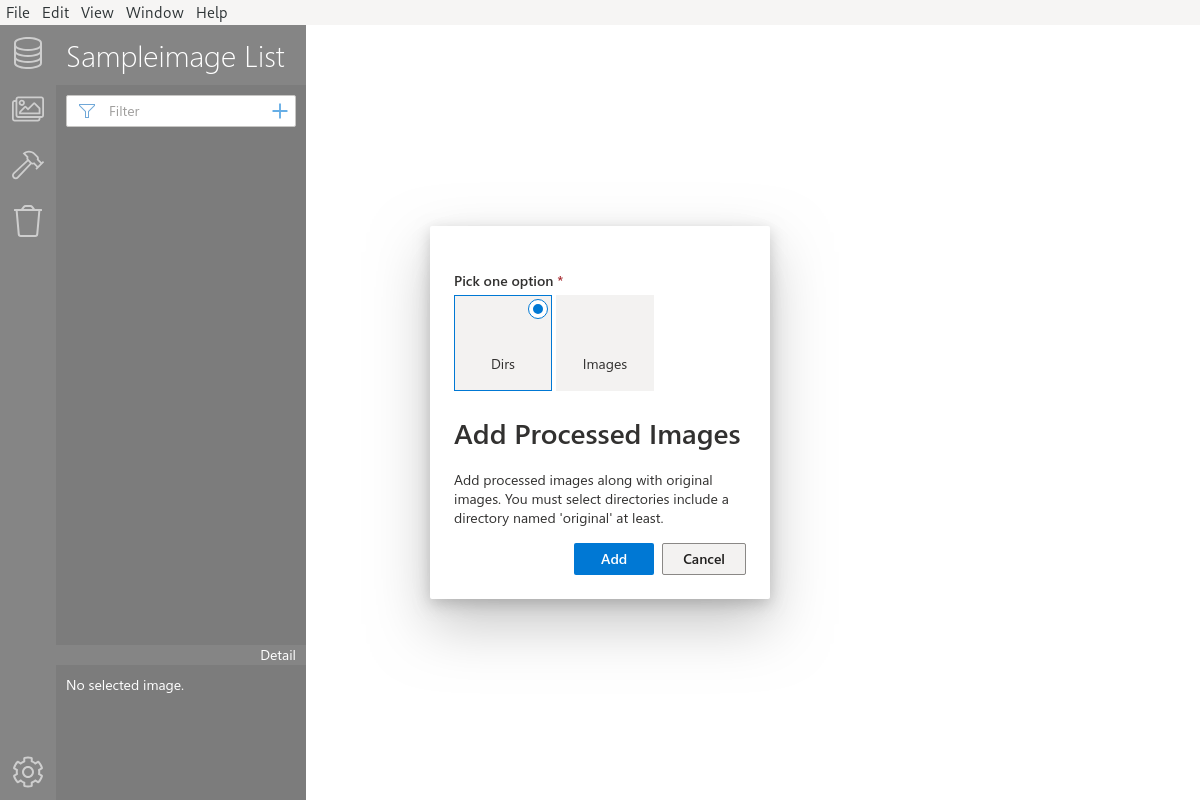 File Edit View Window Help
Sampleimage List
Filter
Pick one option *
Dirs
Images
Add Processed Images
Add processed images along with original
images. You must select directories include a
directory named 'original' at least.
Add
Cancel
Detail
No selected image.